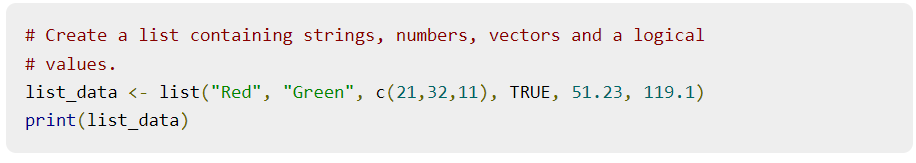 # Create a list containing strings, numbers, vectors and a logical
# values.
list_data <- list("Red", "Green", c(21,32,11), TRUE, 51.23, 119.1)
print(list_data)